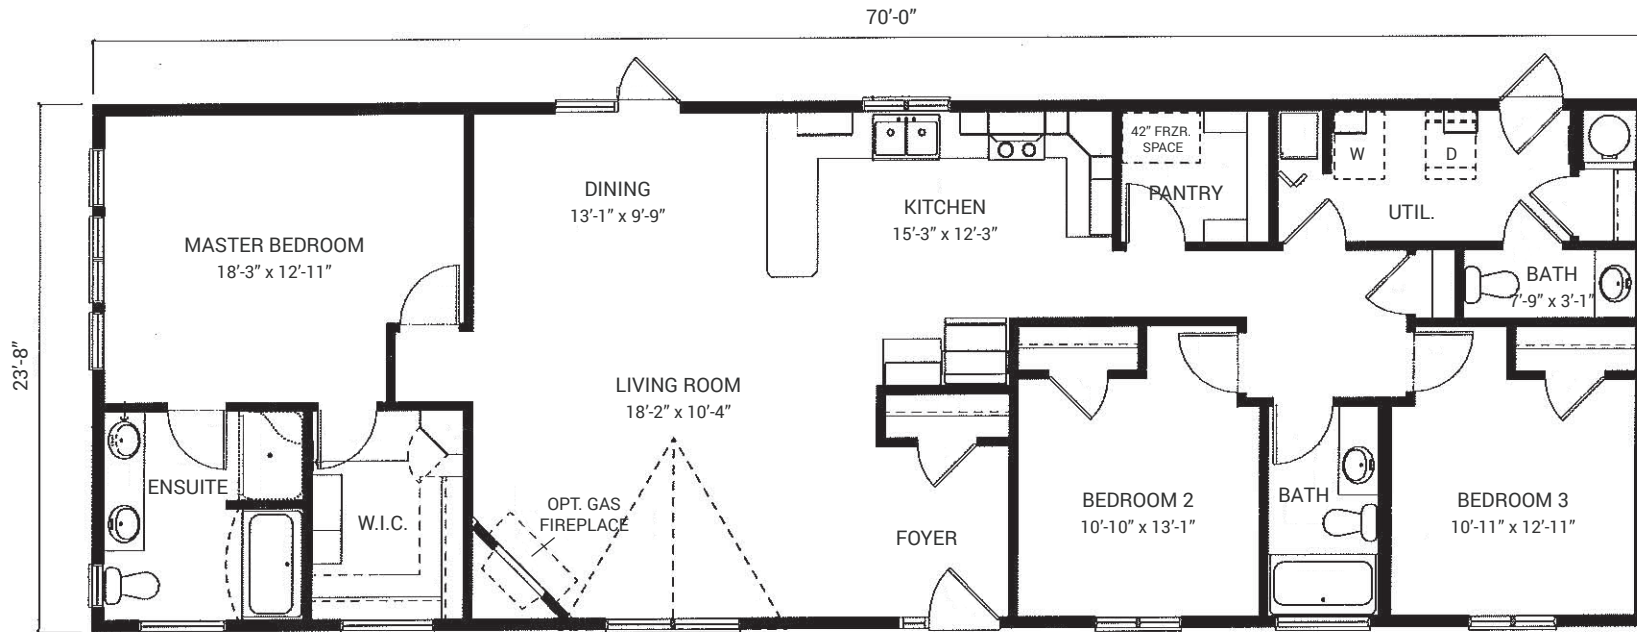 70'-0"
42" FRZR.
SPACE
W
D
DINING
13'-1" x 9'-9"
PANTRY
KITCHEN
15'-3" x 12'-3"
UTIL.
MASTER BEDROOM
18'-3" x 12'-11"
BATH
7'-9" x 3'-1"
23'-8"
LIVING ROOM
18'-2" x 10'-4"
ENSUITE
W.I.C.
OPT. GAS
FIREPLACE
FOYER
BEDROOM 2
10'-10" x 13'-1"
BATH
BEDROOM 3
10'-11" x 12'-11"